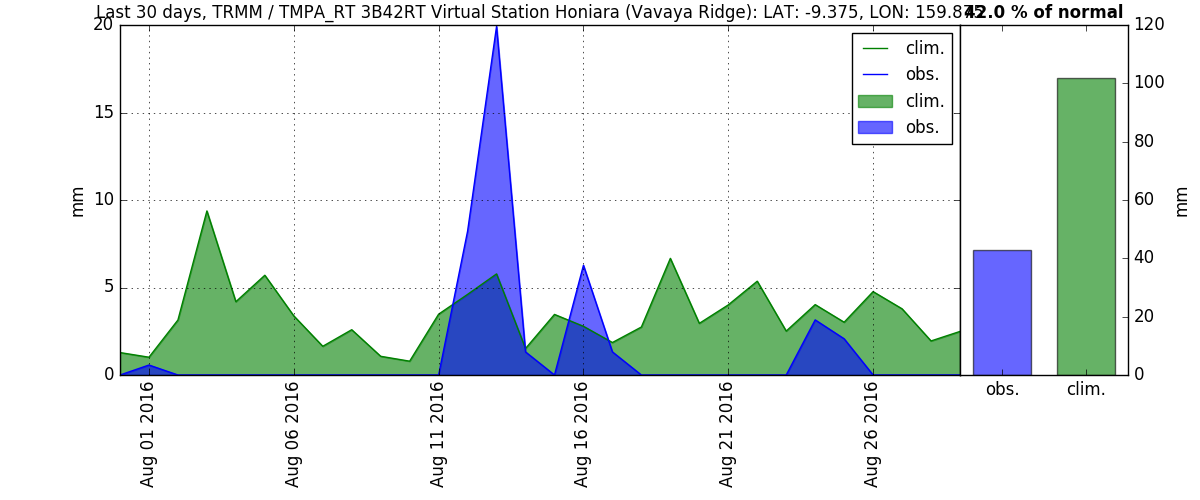 Last 30 days, TRMM / TMPA_RT 3B42RT Virtual Station Honiara (Vavaya Ridge): LAT: -9.375, LON: 159.875
42.0 % of normal
20
15
10
5
0
mm
clim.
obs.
clim.
obs.
120
100
80
60
40
20
0
mm
obs.
clim.
Aug 01 2016
Aug 06 2016
Aug 11 2016
Aug 16 2016
Aug 21 2016
Aug 26 2016